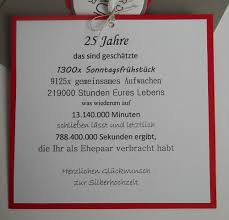 25 Jahre
das sind geschätzte
1300x Sonntagsfrühstück
9125x gemeinsames Aufwachen
219000 Stunden Eures Lebens
was wiederum auf
13.140.000 Minuten
schließen lässt und letztlich
788.400.000 Sekunden ergibt,
die Ihr als Ehepaar verbracht habt
Herzlichen Glückwunsch
zur Silberhochzeit